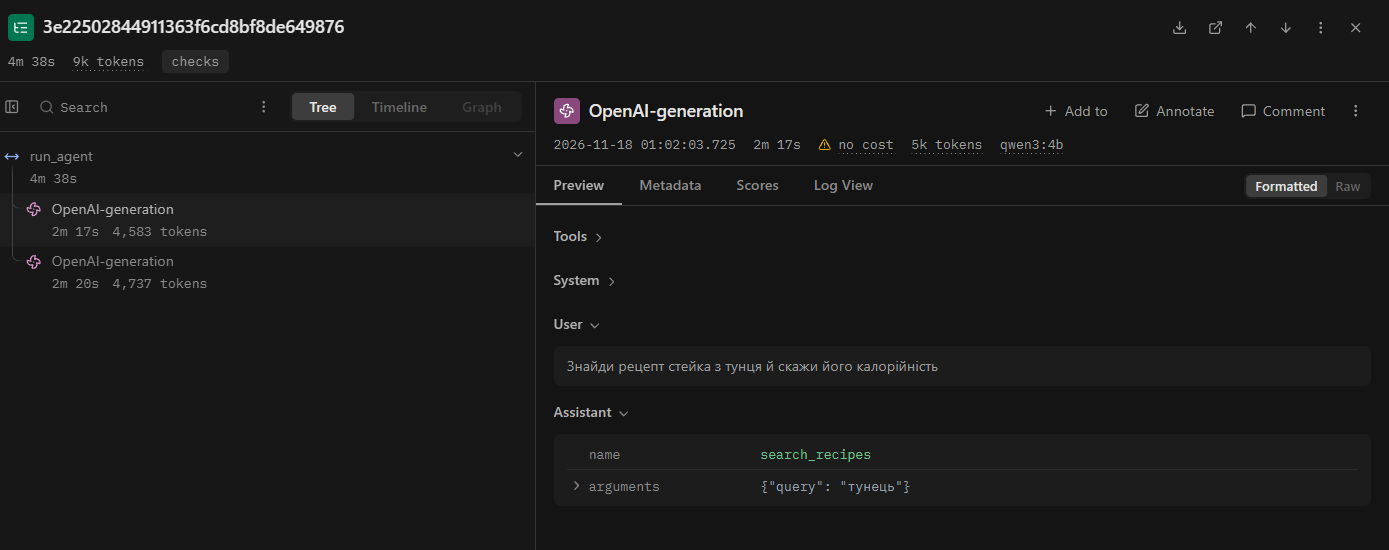 3e22502844911363f6cd8bf8de649876
4m 38s 9k tokens checks
Search Tree Timeline Graph
run_agent
4m 38s
OpenAI-generation
2m 17s 4,583 tokens
OpenAI-generation
2m 20s 4,737 tokens
OpenAI-generation Add to Annotate Comment
2026-11-18 01:02:03.725 2m 17s no cost 5k tokens qwen3:4b
Preview Metadata Scores Log View Formatted Raw
Tools
System
User
Знайди рецепт стейка з тунця й скажи його калорійність
Assistant
name search_recipes
arguments {"query": "тунець"}